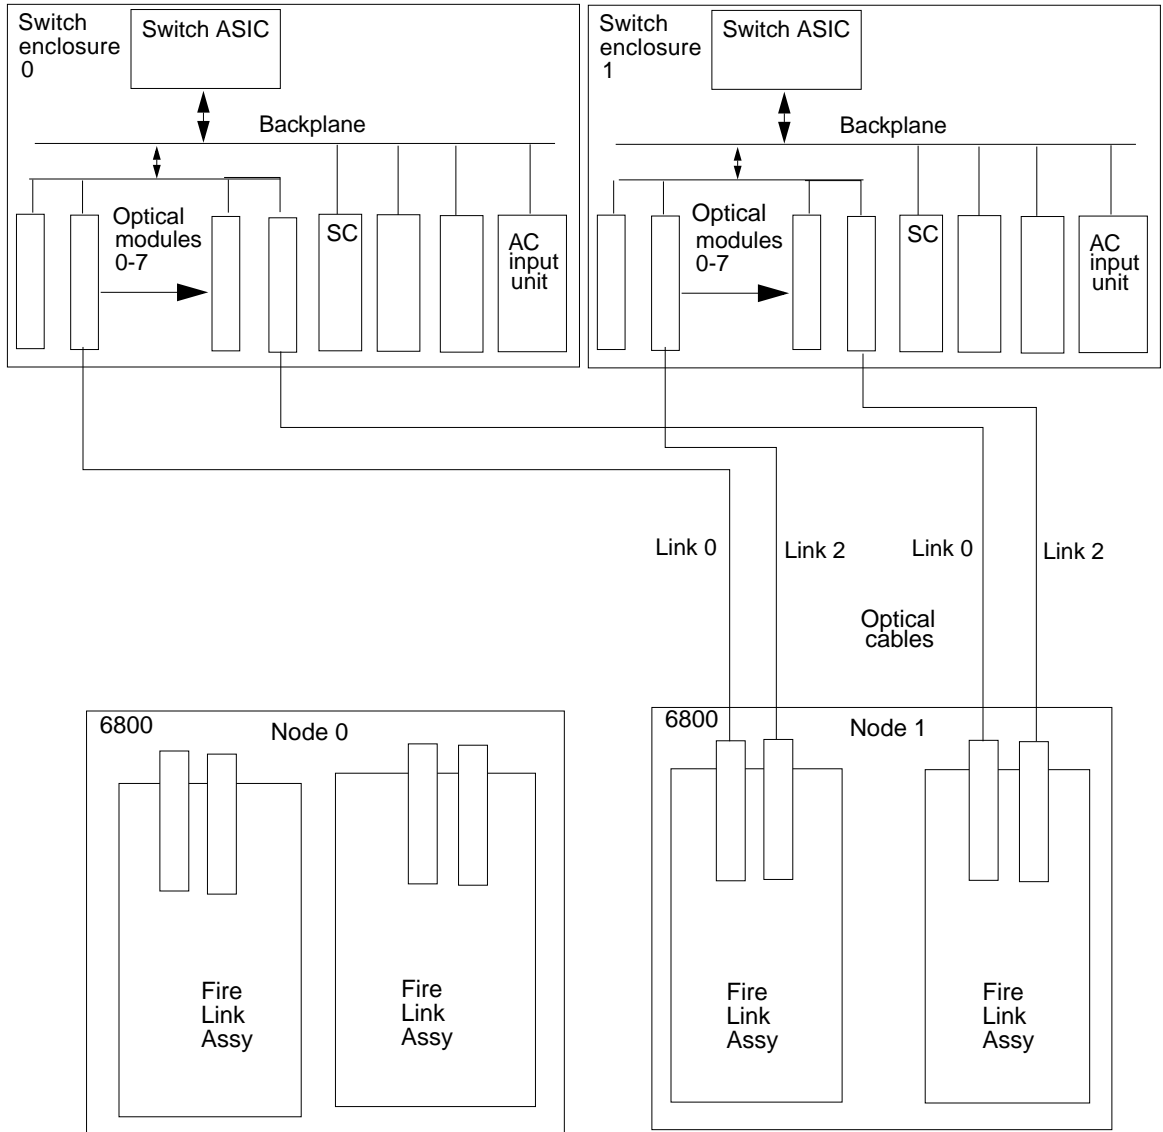 Switch
enclosure
0
Switch ASIC
Backplane
Optical
modules
0-7
SC
AC
input
unit
Switch
enclosure
1
Switch ASIC
Backplane
Optical
modules
0-7
SC
AC
input
unit
Link 0
Link 2
Link 0
Link 2
Optical
cables
6800
Node 0
Fire
Link
Assy
Fire
Link
Assy
6800
Node 1
Fire
Link
Assy
Fire
Link
Assy